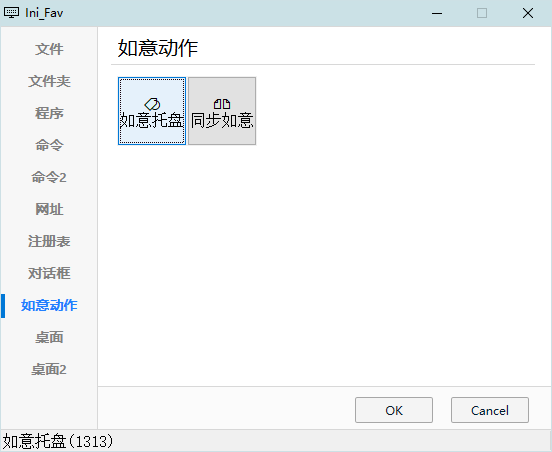 Ini_Fav
文件
文件夹
程序
命令
命令2
网址
注册表
对话框
如意动作
桌面
桌面2
如意动作
如意托盘 同步如意
OK Cancel
如意托盘(1313)